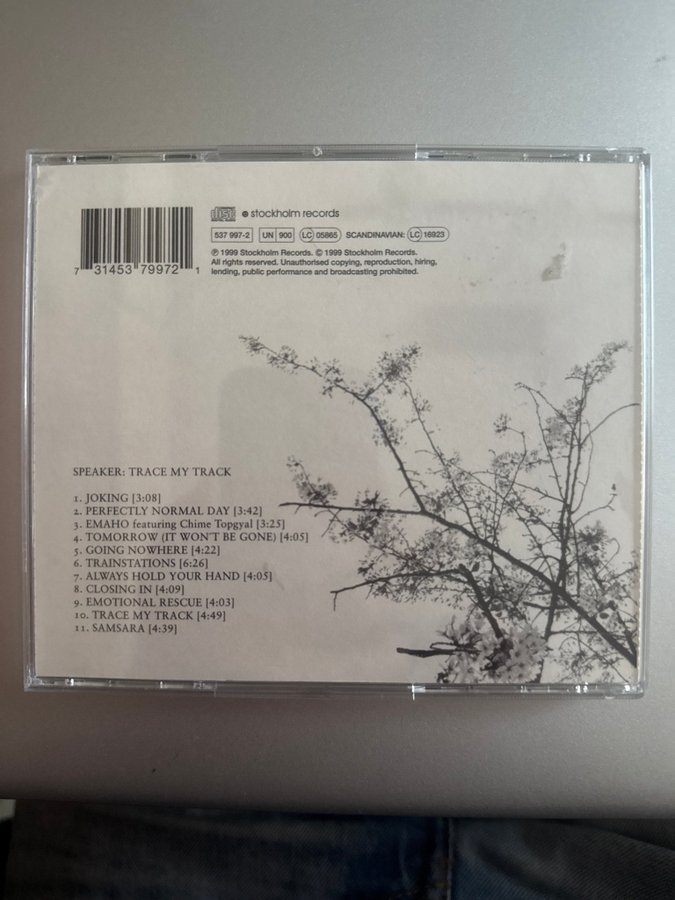 7 31453 79972 1
COMPACT disc DIGITAL AUDIO
stockholm records
537 997-2 UN 900 LC 05865 SCANDINAVIAN: LC 16923
℗ 1999 Stockholm Records. © 1999 Stockholm Records.
All rights reserved. Unauthorised copying, reproduction, hiring,
lending, public performance and broadcasting prohibited.
SPEAKER: TRACE MY TRACK
1. JOKING [3:08]
2. PERFECTLY NORMAL DAY [3:42]
3. EMAHO featuring Chime Topgyal [3:25]
4. TOMORROW (IT WON'T BE GONE) [4:05]
5. GOING NOWHERE [4:22]
6. TRAINSTATIONS [6:26]
7. ALWAYS HOLD YOUR HAND [4:05]
8. CLOSING IN [4:09]
9. EMOTIONAL RESCUE [4:03]
10. TRACE MY TRACK [4:49]
11. SAMSARA [4:39]